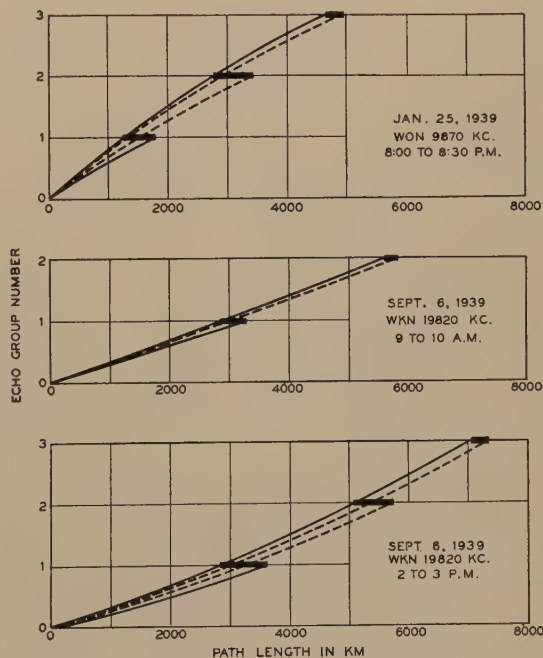 3
2
1
0
JAN. 25, 1939
WON 9870 KC.
8:00 TO 8:30 P.M.
0 2000 4000 6000 8000
ECHO GROUP NUMBER
2
1
0
SEPT. 6, 1939
WKN 19820 KC.
9 TO 10 A.M.
0 2000 4000 6000 8000
3
2
1
0
SEPT. 6, 1939
WKN 19820 KC.
2 TO 3 P.M.
0 2000 4000 6000 8000
PATH LENGTH IN KM